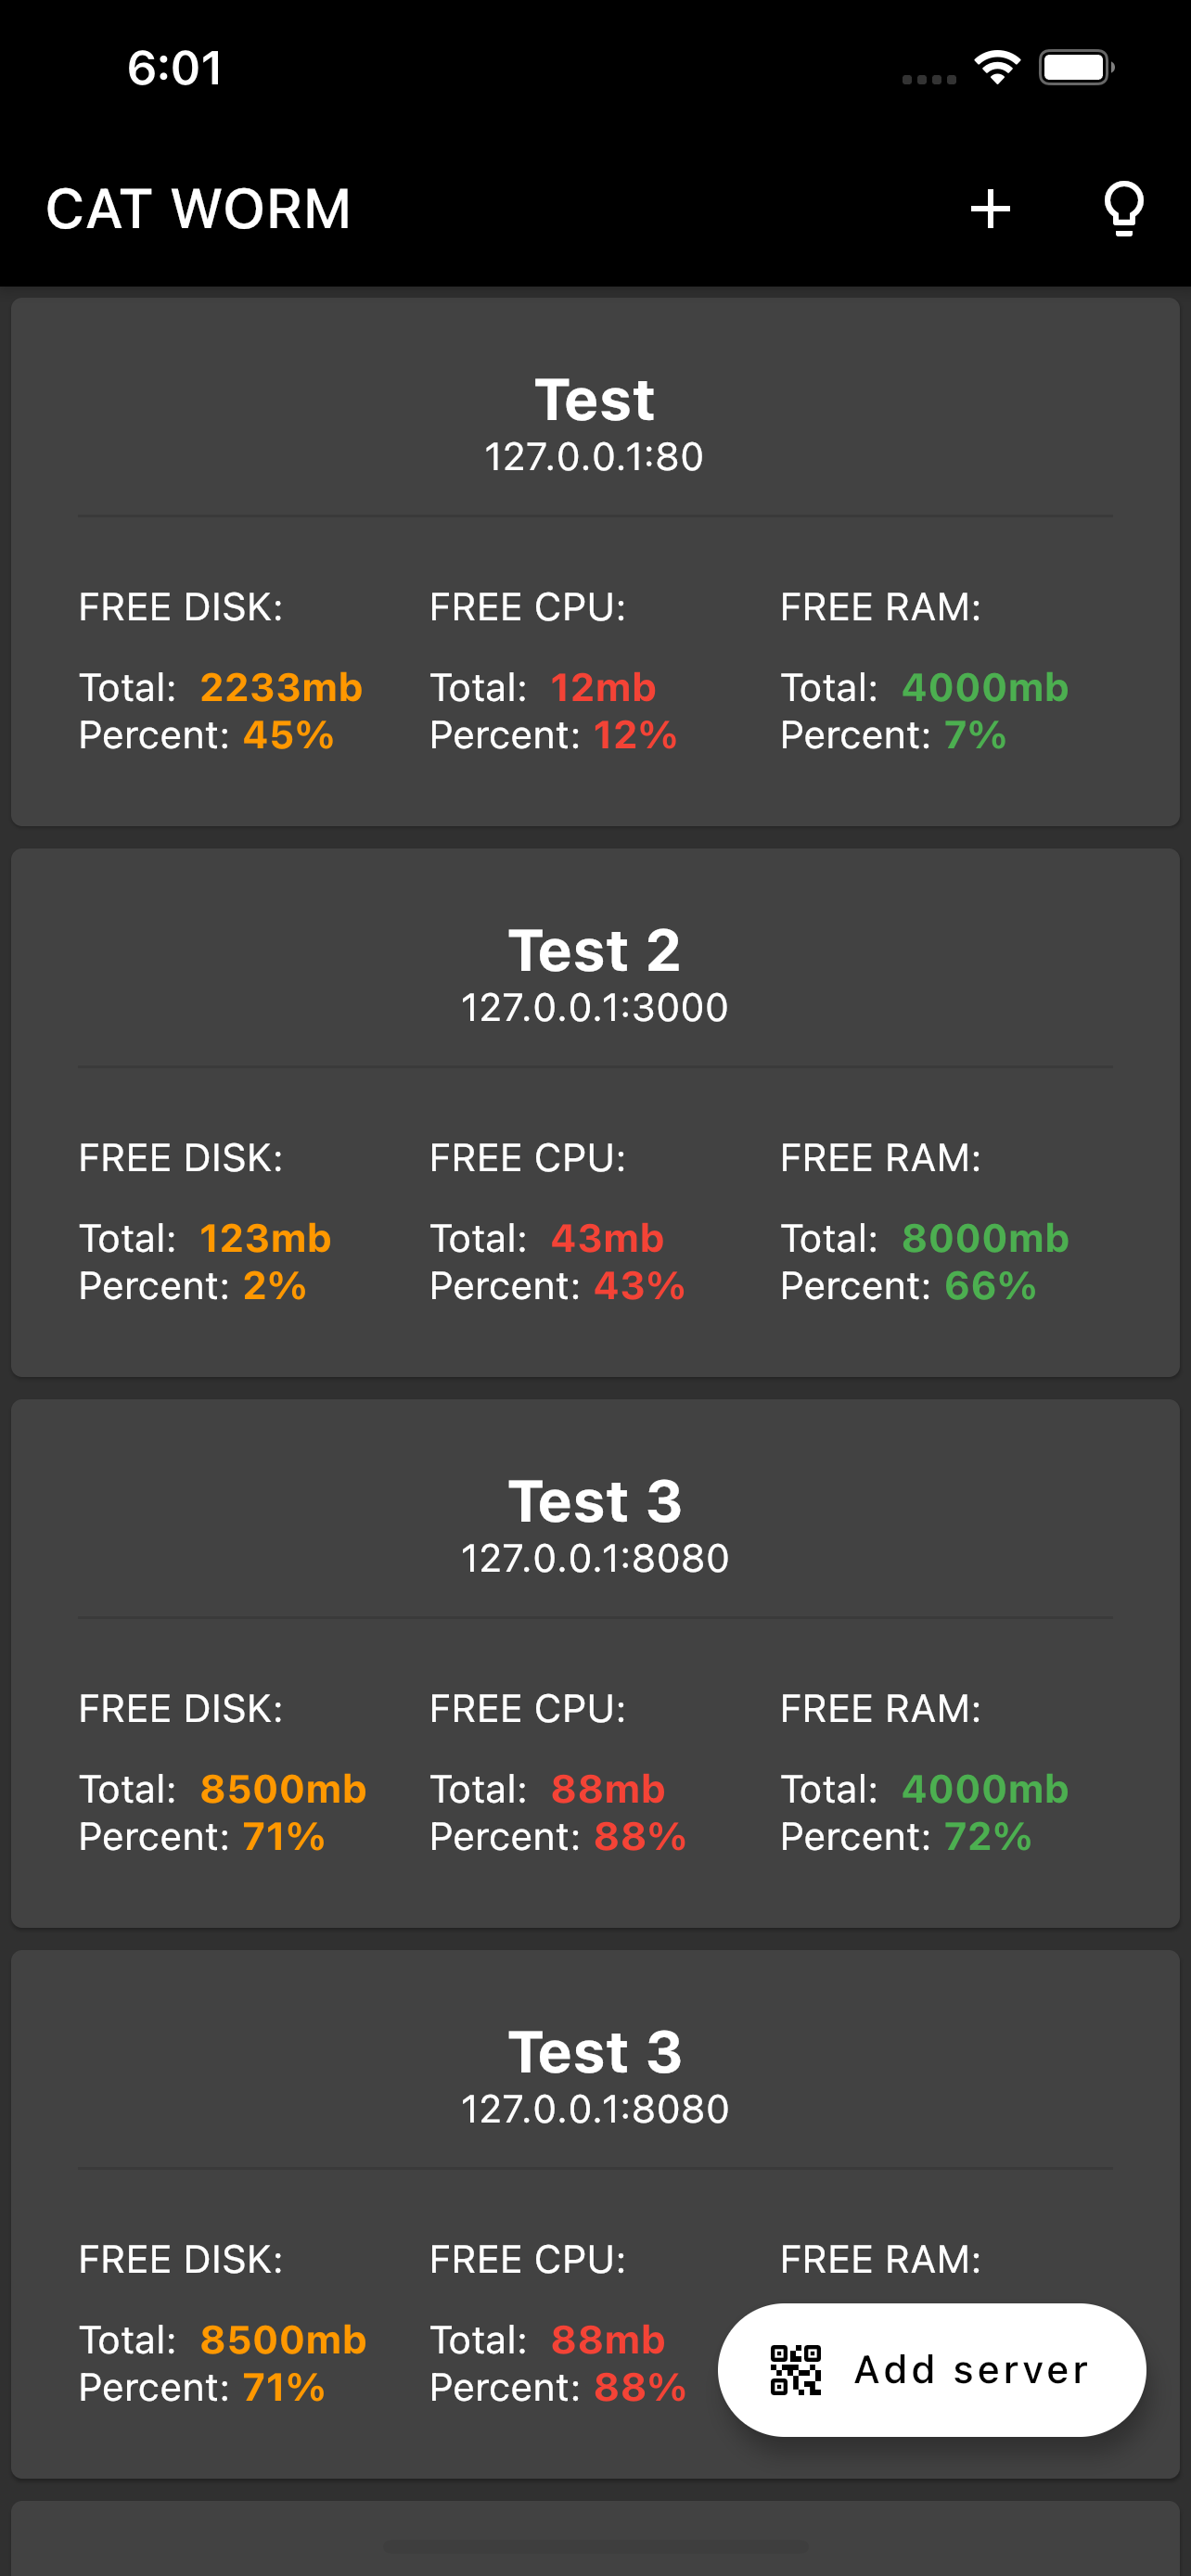 6:01
CAT WORM
Test
127.0.0.1:80
FREE DISK: FREE CPU: FREE RAM:
Total: 2233mb Total: 12mb Total: 4000mb
Percent: 45% Percent: 12% Percent: 7%
Test 2
127.0.0.1:3000
FREE DISK: FREE CPU: FREE RAM:
Total: 123mb Total: 43mb Total: 8000mb
Percent: 2% Percent: 43% Percent: 66%
Test 3
127.0.0.1:8080
FREE DISK: FREE CPU: FREE RAM:
Total: 8500mb Total: 88mb Total: 4000mb
Percent: 71% Percent: 88% Percent: 72%
Test 3
127.0.0.1:8080
FREE DISK: FREE CPU: FREE RAM:
Total: 8500mb Total: 88mb
Percent: 71% Percent: 88%
Add server